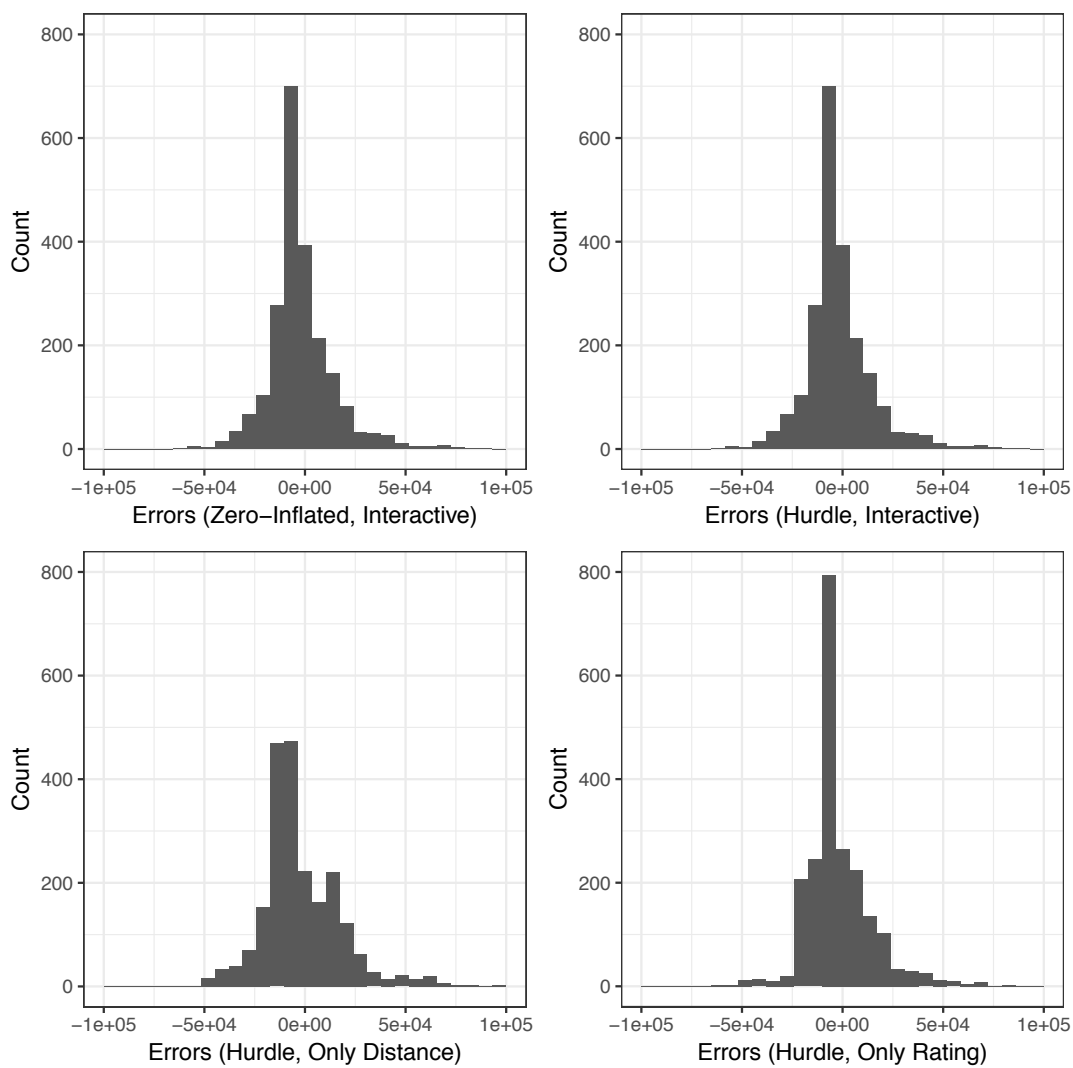 800
600
400
200
0
Count
−1e+05 −5e+04 0e+00 5e+04 1e+05
Errors (Zero−Inflated, Interactive)
800
600
400
200
0
Count
−1e+05 −5e+04 0e+00 5e+04 1e+05
Errors (Hurdle, Interactive)
800
600
400
200
0
Count
−1e+05 −5e+04 0e+00 5e+04 1e+05
Errors (Hurdle, Only Distance)
800
600
400
200
0
Count
−1e+05 −5e+04 0e+00 5e+04 1e+05
Errors (Hurdle, Only Rating)